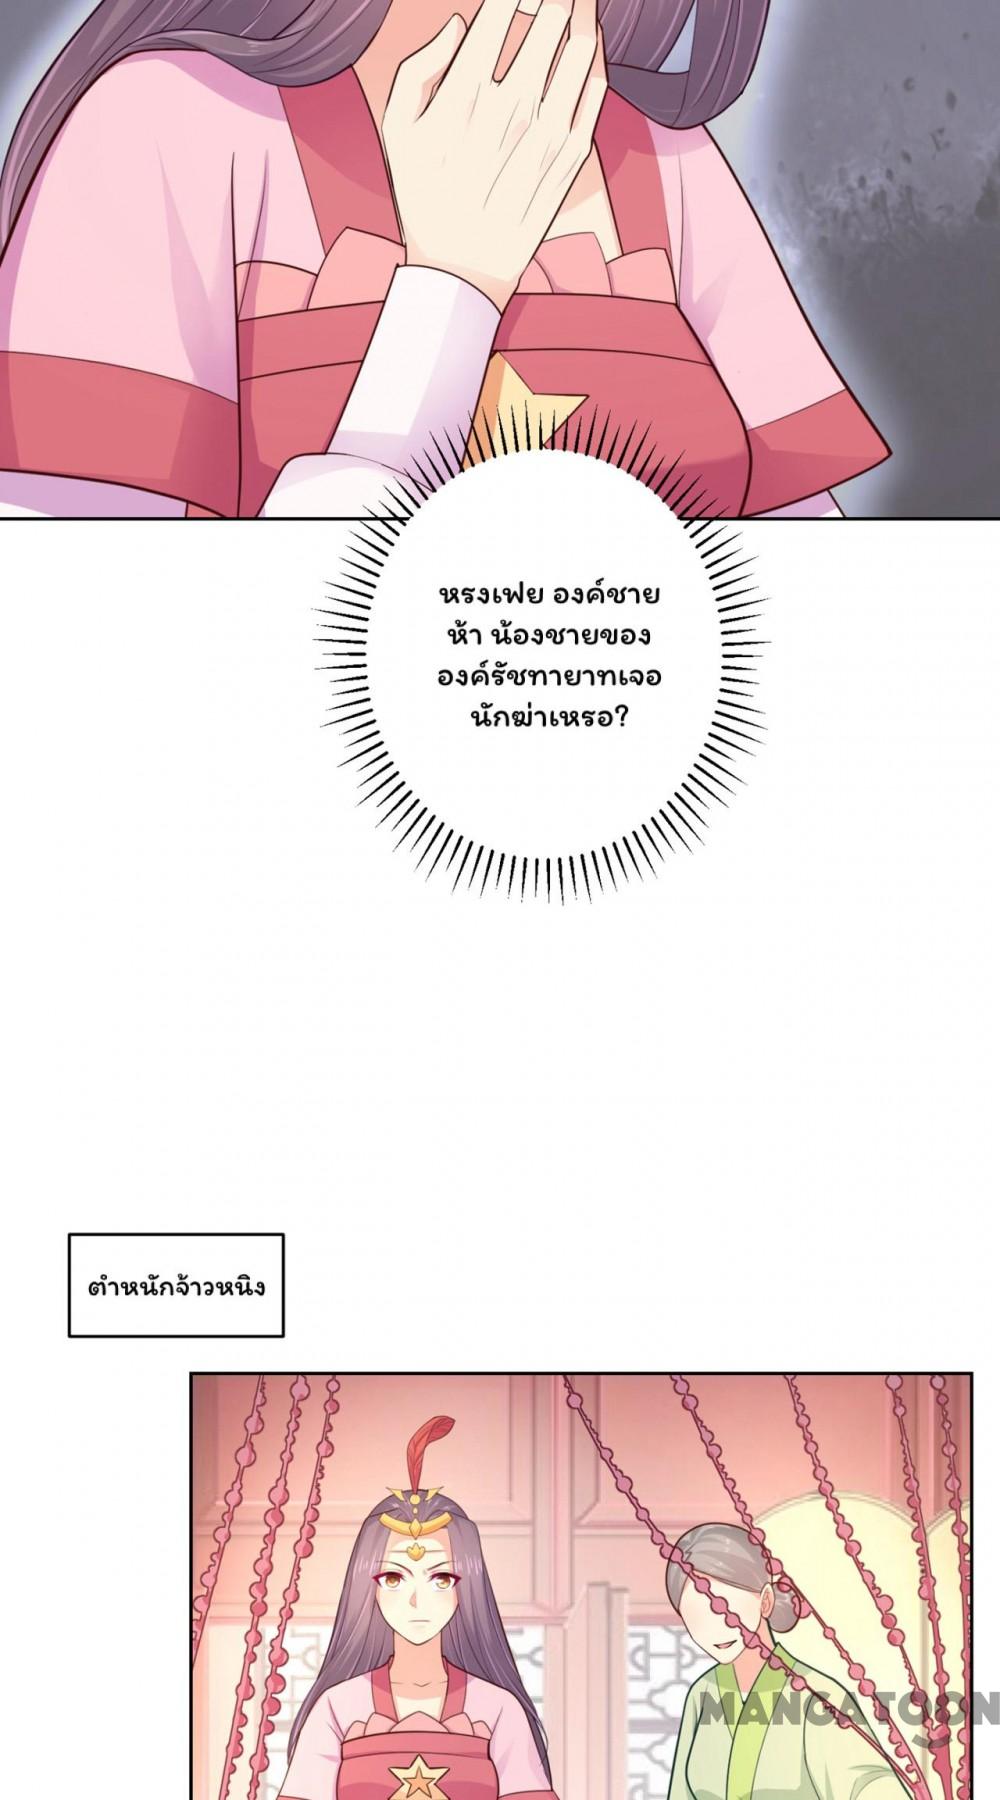 หรงเฟย องค์ชาย
ห้า น้องชายของ
องค์รัชทายาทเจอ
นักฆ่าเหรอ?
ตำหนักจ้าวหนิง
MANGATOON